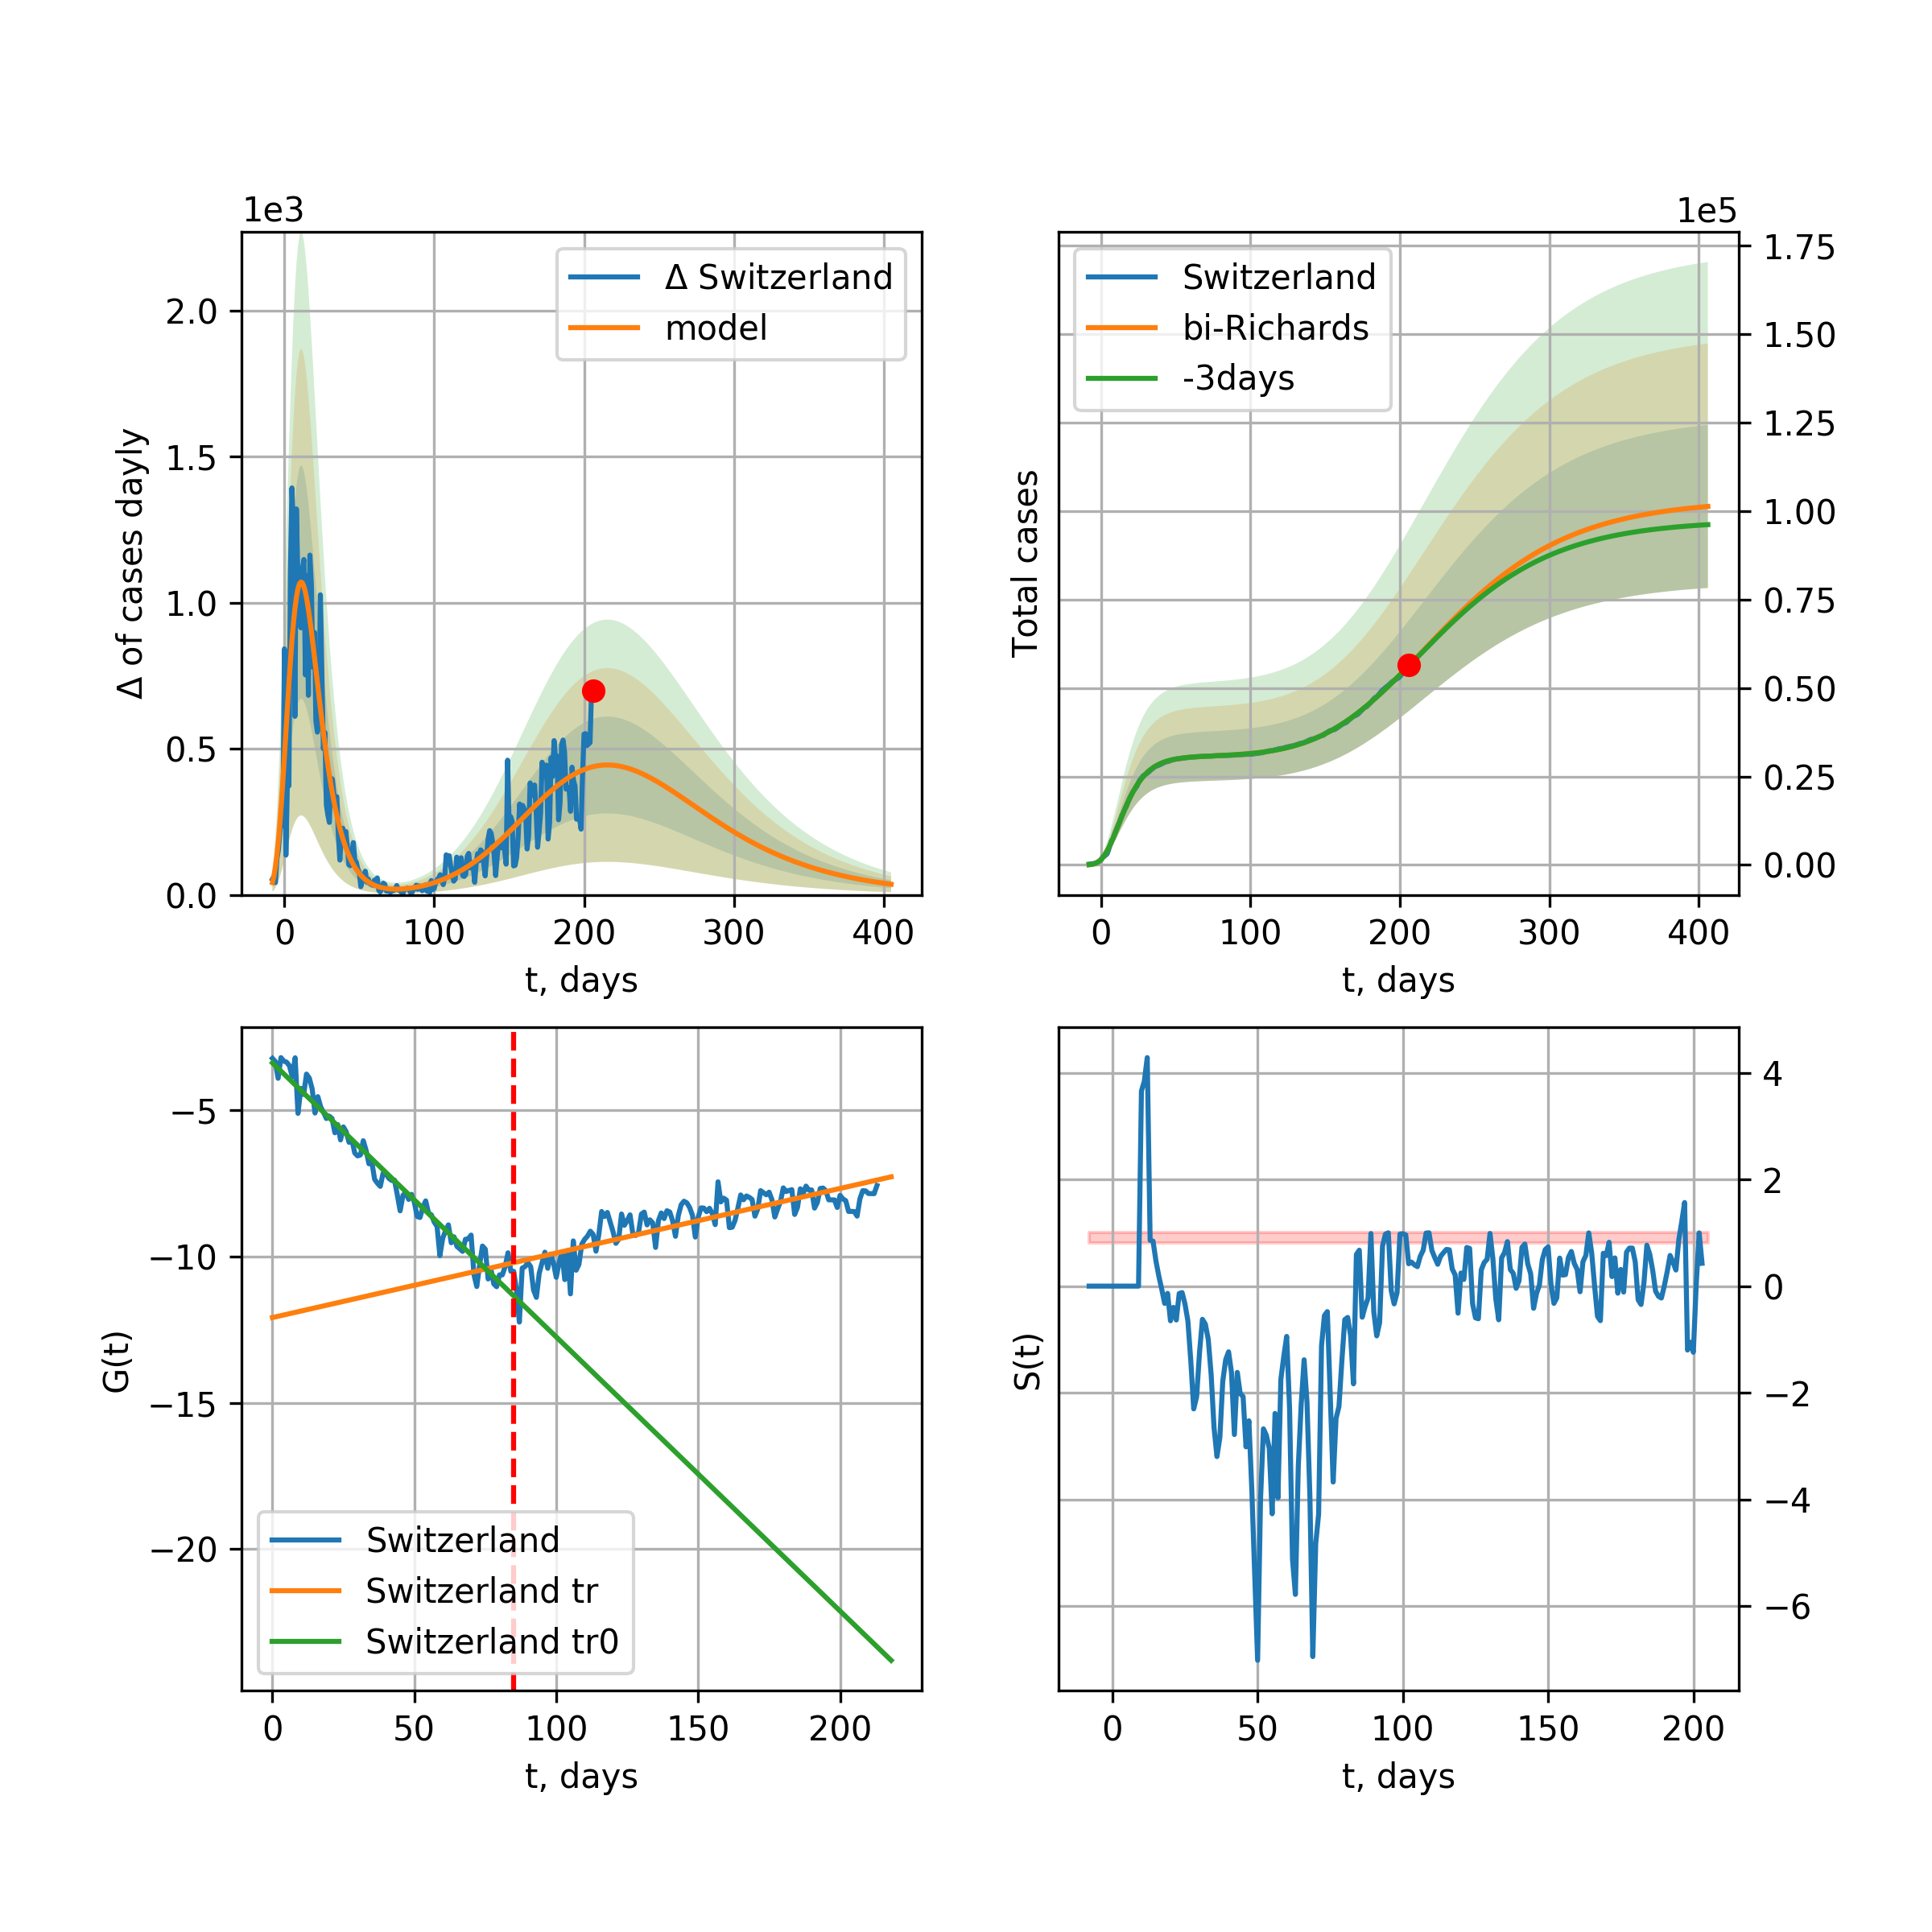 1e3
Δ of cases dayly
2.0
1.5
1.0
0.5
0.0
Δ Switzerland
model
0 100 200 300 400
t, days
1e5
Total cases
Switzerland
bi-Richards
-3days
1.75
1.50
1.25
1.00
0.75
0.50
0.25
0.00
0 100 200 300 400
t, days
G(t)
−5
−10
−15
−20
Switzerland
Switzerland tr
Switzerland tr0
0 50 100 150 200
t, days
S(t)
4
2
0
−2
−4
−6
0 50 100 150 200
t, days